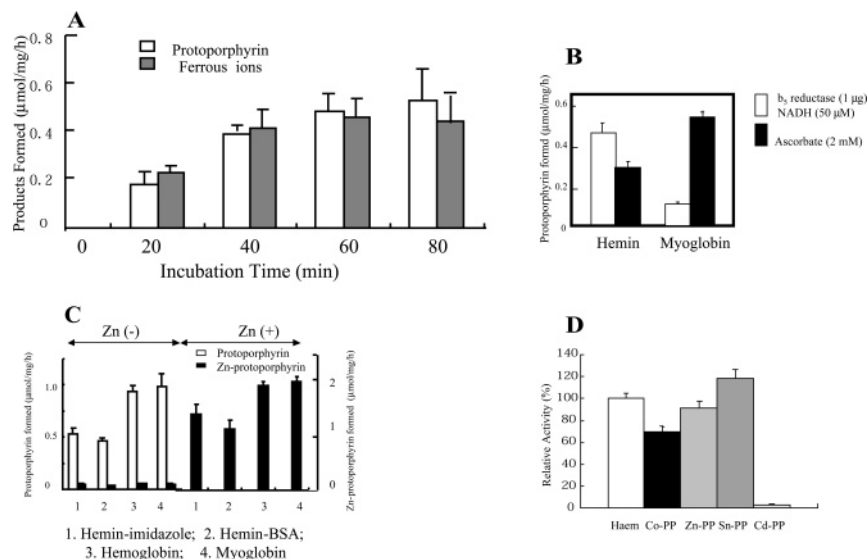 A
Products Formed (μmol/mg/h)
0.8
0.6
0.4
0.2
0
Protoporphyrin
Ferrous ions
0 20 40 60 80
Incubation Time (min)
B
Protoporphyrin formd (μmol/mg/h)
0.6
0.4
0.2
0
Hemin Myoglobin
b5 reductase (1 μg)
NADH (50 μM)
Ascorbate (2 mM)
C
Zn (-) Zn (+)
Protoporphyrin
Zn-protoporphyrin
Protoporphyrin formed (μmol/mg/h)
1.0
0.5
0.0
2
1
0
Zn-protoporphyrin formed (μmol/mg/h)
1 2 3 4 1 2 3 4
1. Hemin-imidazole; 2. Hemin-BSA;
3. Hemoglobin; 4. Myoglobin
D
Relative Activity (%)
140
120
100
80
60
40
20
0
Haem Co-PP Zn-PP Sn-PP Cd-PP